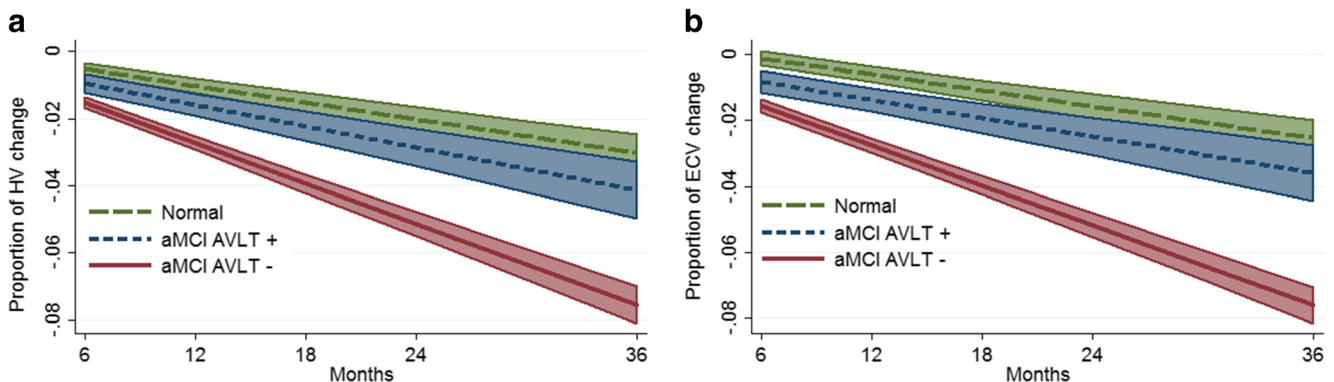 a
Proportion of HV change
0
-.02
-.04
-.06
-.08
Normal
aMCI AVLT +
aMCI AVLT -
6 12 18 24 36
Months
b
Proportion of ECV change
0
-.02
-.04
-.06
-.08
Normal
aMCI AVLT +
aMCI AVLT -
6 12 18 24 36
Months